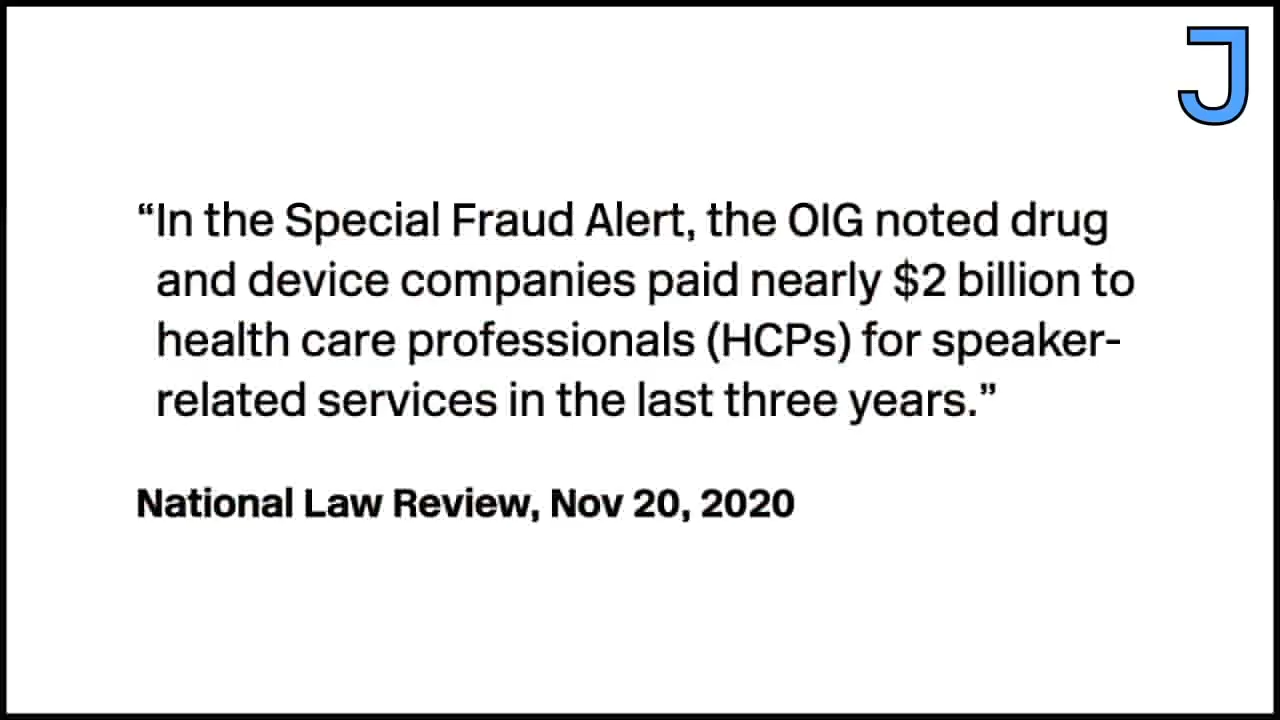 J
“In the Special Fraud Alert, the OIG noted drug
and device companies paid nearly $2 billion to
health care professionals (HCPs) for speaker-
related services in the last three years.”
National Law Review, Nov 20, 2020